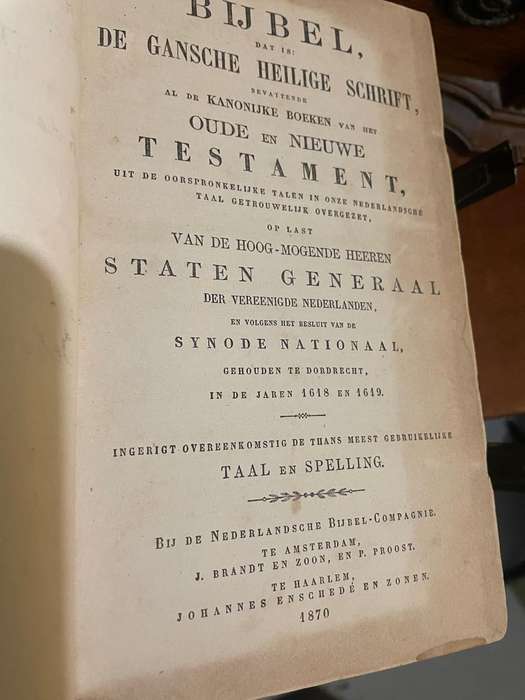 BIJBEL,
DAT IS:
DE GANSCHE HEILIGE SCHRIFT,
BEVATTENDE
AL DE KANONIJKE BOEKEN VAN HET
OUDE EN NIEUWE
TESTAMENT,
UIT DE OORSPRONKELIJKE TALEN IN ONZE NEDERLANDSCHE
TAAL GETROUWELIJK OVERGEZET,
OP LAST
VAN DE HOOG-MOGENDE HEEREN
STATEN GENERAAL
DER VEREENIGDE NEDERLANDEN,
EN VOLGENS HET BESLUIT VAN DE
SYNODE NATIONAAL,
GEHOUDEN TE DORDRECHT,
IN DE JAREN 1618 EN 1619.
INGERIGT OVEREENKOMSTIG DE THANS MEEST GEBRUIKELIJKE
TAAL EN SPELLING.
BIJ DE NEDERLANDSCHE BIJBEL-COMPAGNIE.
TE AMSTERDAM,
J. BRANDT EN ZOON, EN P. PROOST.
TE HAARLEM,
JOHANNES ENSCHEDÉ EN ZONEN.
1870